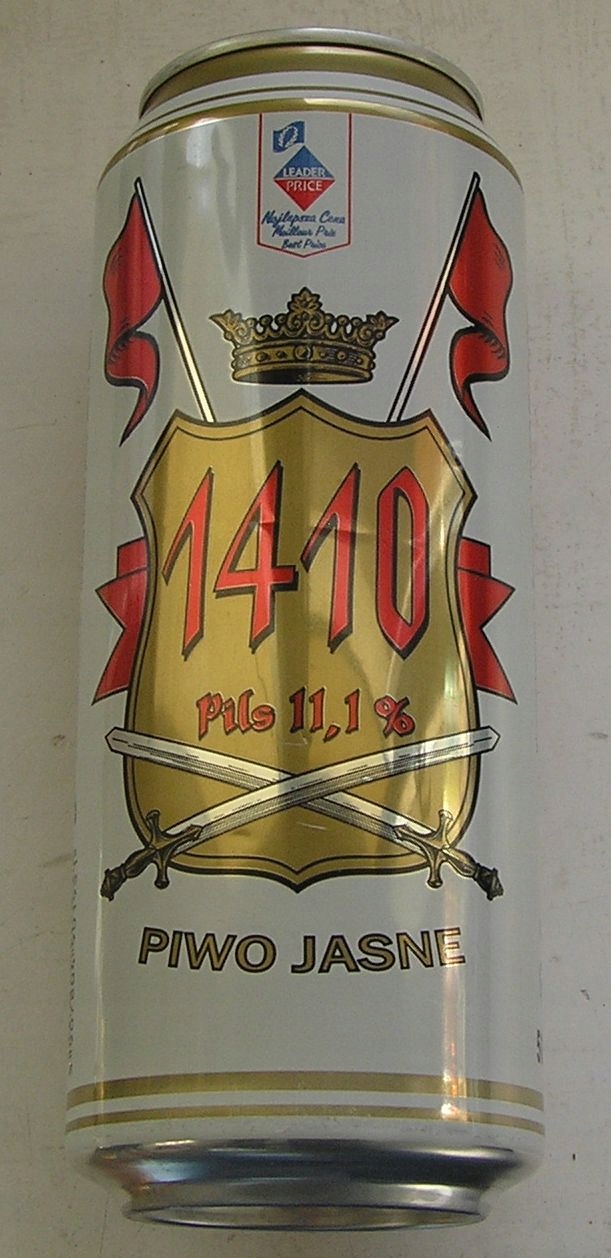 LEADER
PRICE
Najlepsza Cena
Meilleur Prix
Best Price
1410
Pils 11,1 %
PIWO JASNE